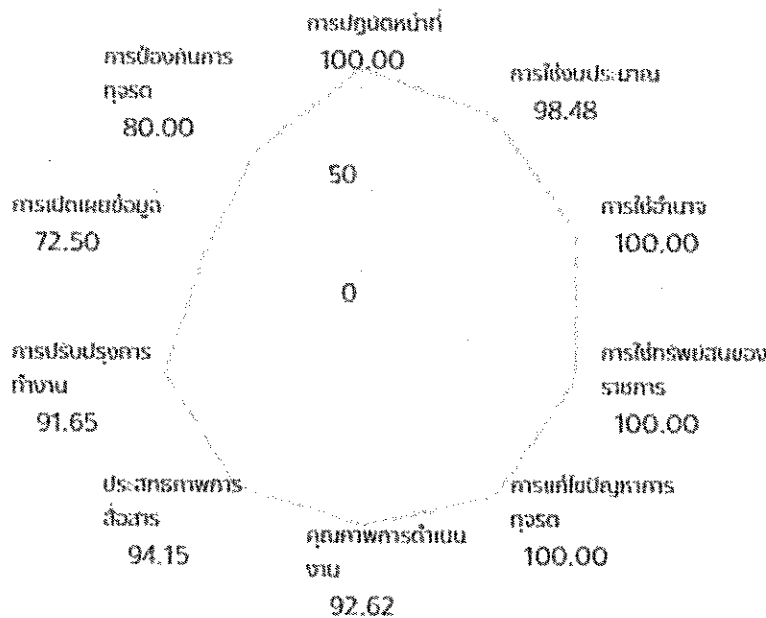 การปฏิบัติหน้าที่
100.00
การใช้งบประมาณ
98.48
การใช้อำนาจ
100.00
การใช้ทรัพย์สินของ
ราชการ
100.00
การแก้ไขปัญหาการ
ทุจริต
100.00
คุณภาพการดำเนิน
งาน
92.62
ประสิทธิภาพการ
สื่อสาร
94.15
การปรับปรุงการ
ทำงาน
91.65
การเปิดเผยข้อมูล
72.50
การป้องกันการ
ทุจริต
80.00
50
0